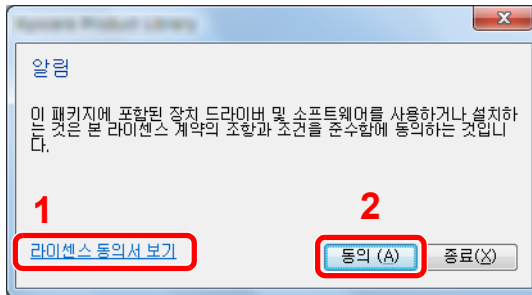 알림
이 패키지에 포함된 장치 드라이버 및 소프트웨어를 사용하거나 설치하
는 것은 본 라이센스 계약의 조항과 조건을 준수함에 동의하는 것입니
다.
1
2
라이센스 동의서 보기
동의 (A)
종료(X)